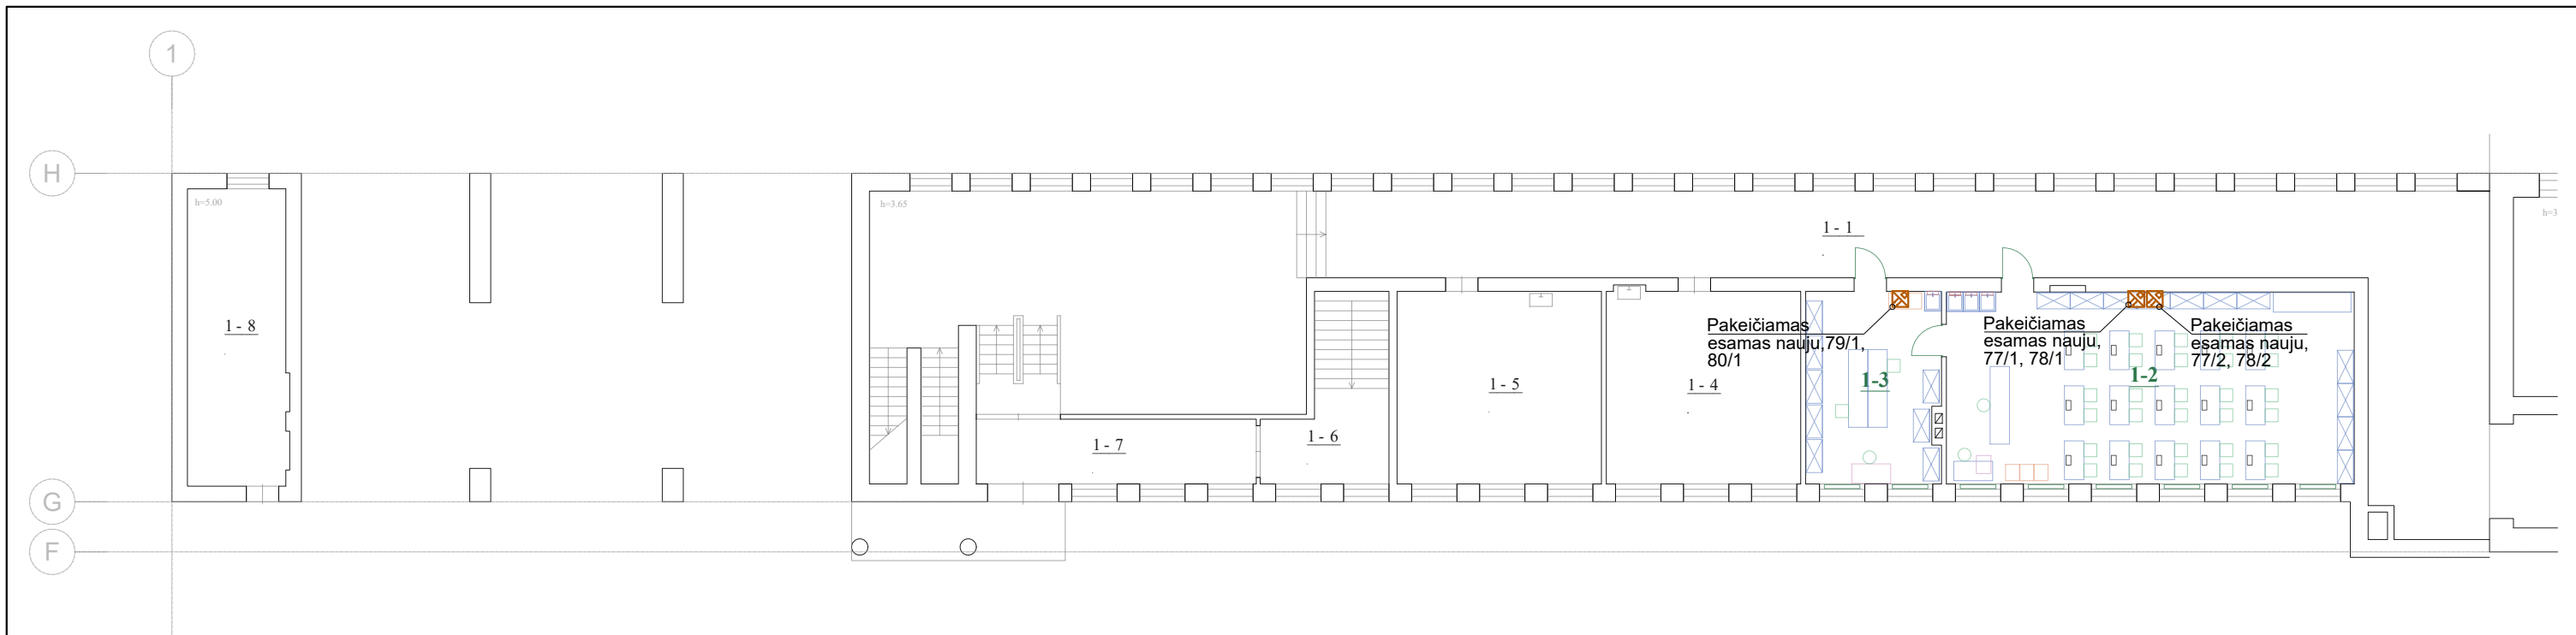 1
H
h=5.00
h=3.65
h=3
1 - 1
1 - 8
Pakeičiamas
esamas nauju,79/1,
80/1
Pakeičiamas
esamas nauju,
77/1, 78/1
Pakeičiamas
esamas nauju,
77/2, 78/2
1-3
1-2
1 - 5
1 - 4
1 - 7
1 - 6
G
F